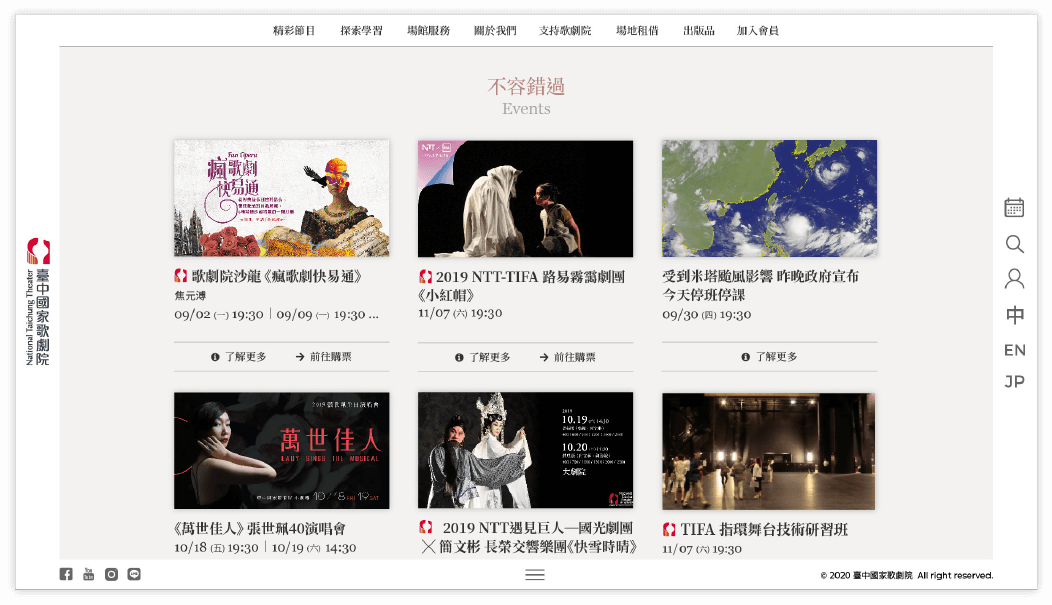 精彩節目 探索學習 場館服務 關於我們 支持歌劇院 場地租借 出版品 加入會員
不容錯過
Events
Fun Opera
瘋歌劇
快易通
歌劇院沙龍《瘋歌劇快易通》
焦元溥
09/02 (一) 19:30 | 09/09 (一) 19:30 ...
了解更多 前往購票
NTT
2019 NTT-TIFA 路易霧靄劇團
《小紅帽》
11/07 (六) 19:30
了解更多 前往購票
受到米塔颱風影響 昨晚政府宣布
今天停班停課
09/30 (四) 19:30
了解更多
萬世佳人
LADY SINGS THE MUSICAL
10/18 FRI 19 SAT
《萬世佳人》張世珮40演唱會
10/18 (五) 19:30 | 10/19 (六) 14:30
2019
10.19 (六) 14:30
10.20
大劇院
2019 NTT遇見巨人—國光劇團
╳ 簡文彬 長榮交響樂團《快雪時晴》
TIFA 指環舞台技術研習班
11/07 (六) 19:30
臺中國家歌劇院
National Taichung Theater
中
EN
JP
© 2020 臺中國家歌劇院 All right reserved.